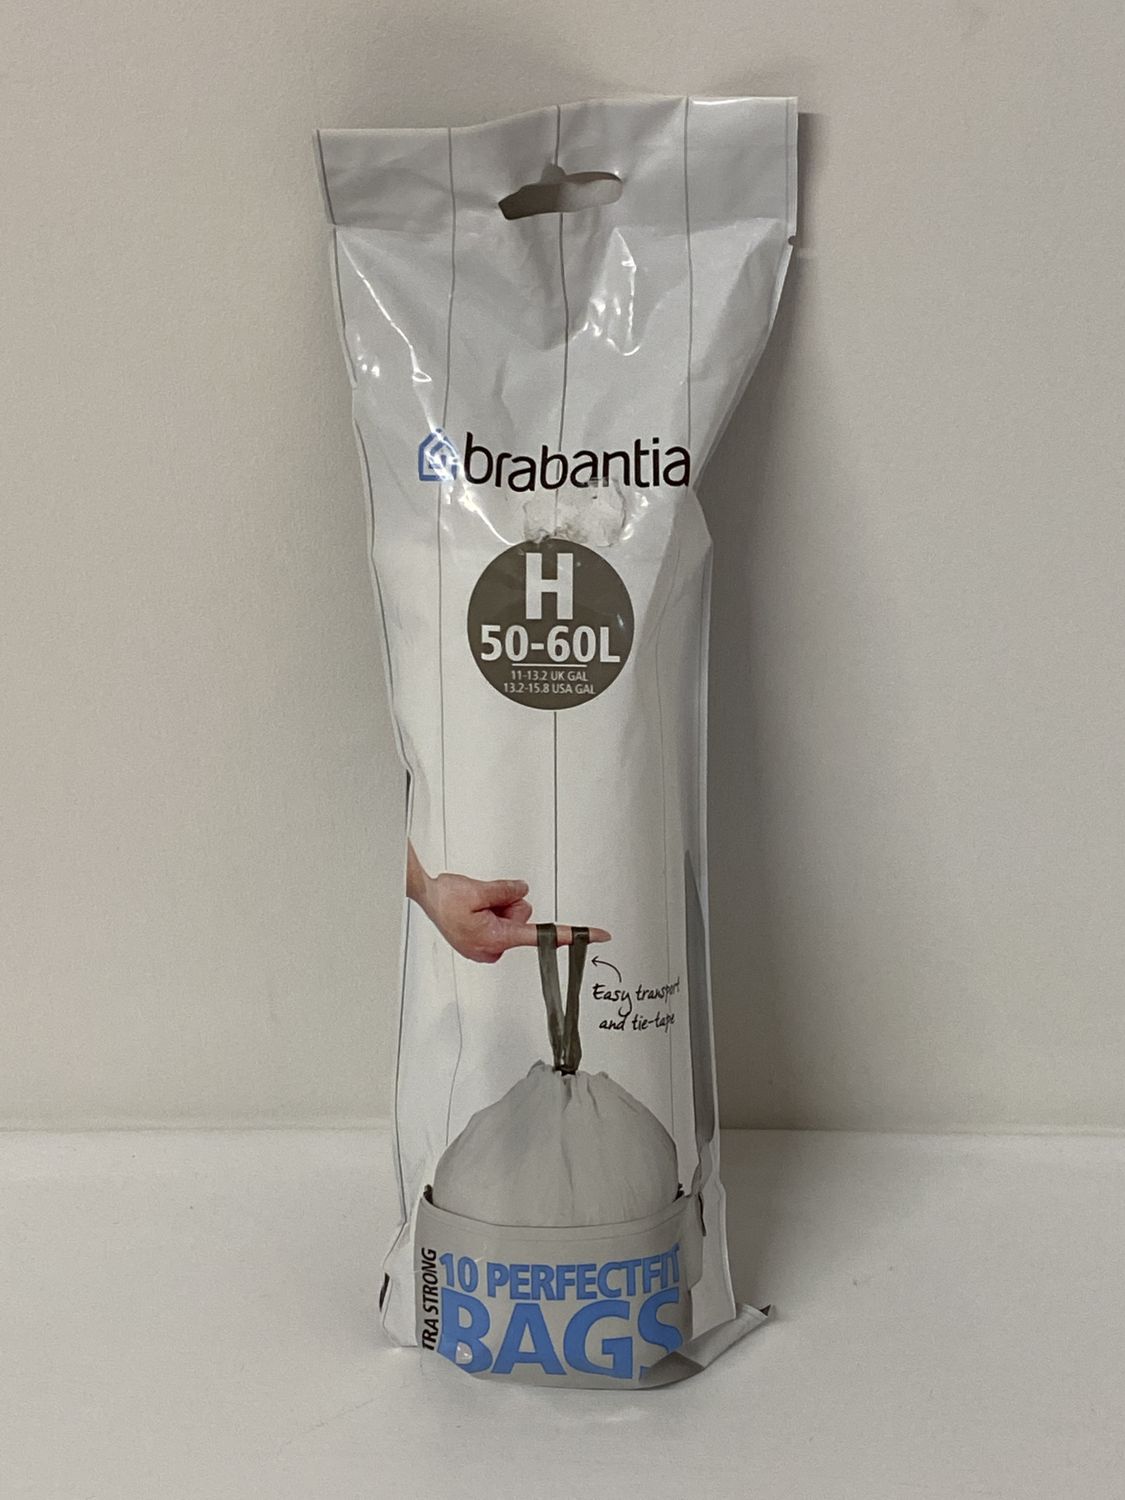 brabantia
H
50-60L
11-13.2 UK GAL
13.2-15.8 USA GAL
Easy transport
and tie-tape
TRA STRONG
10 PERFECTFIT
BAGS